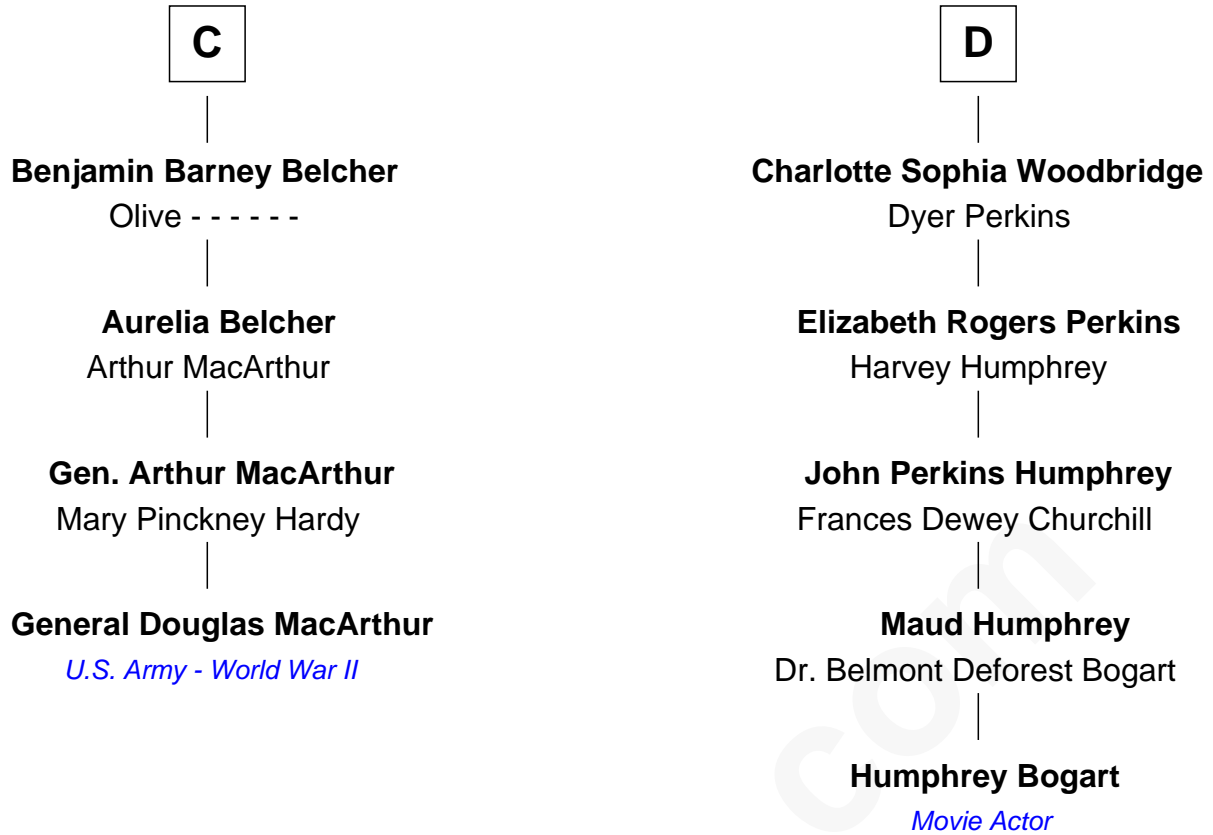 C
Benjamin Barney Belcher
Olive - - - - - -
Aurelia Belcher
Arthur MacArthur
Gen. Arthur MacArthur
Mary Pinckney Hardy
General Douglas MacArthur
U.S. Army - World War II
D
Charlotte Sophia Woodbridge
Dyer Perkins
Elizabeth Rogers Perkins
Harvey Humphrey
John Perkins Humphrey
Frances Dewey Churchill
Maud Humphrey
Dr. Belmont Deforest Bogart
Humphrey Bogart
Movie Actor
com